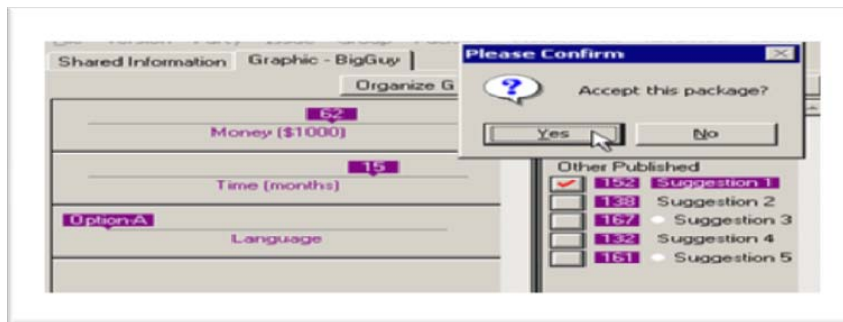 Please Confirm
Shared Information
Graphic - BigGuy
Organize G
Accept this package?
Yes
No
62
Money ($1000)
15
Time (months)
Option-A
Language
Other Published
152 Suggestion 1
138 Suggestion 2
167 Suggestion 3
132 Suggestion 4
161 Suggestion 5